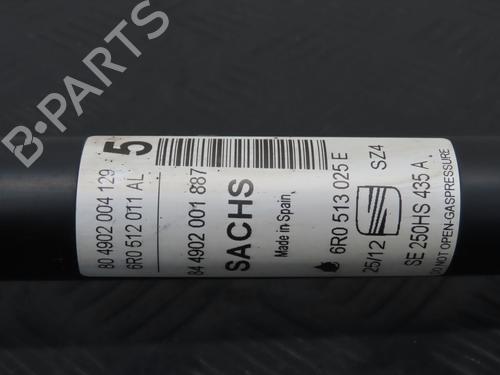 B-PARTS
80 4902 004 129
6R0 512 011 AL
5
84 4902 001 887
SACHS
Made in Spain
6R0 513 025 E
25/12
SZ4
SE 250HS 435 A
DO NOT OPEN-GASPRESSURE